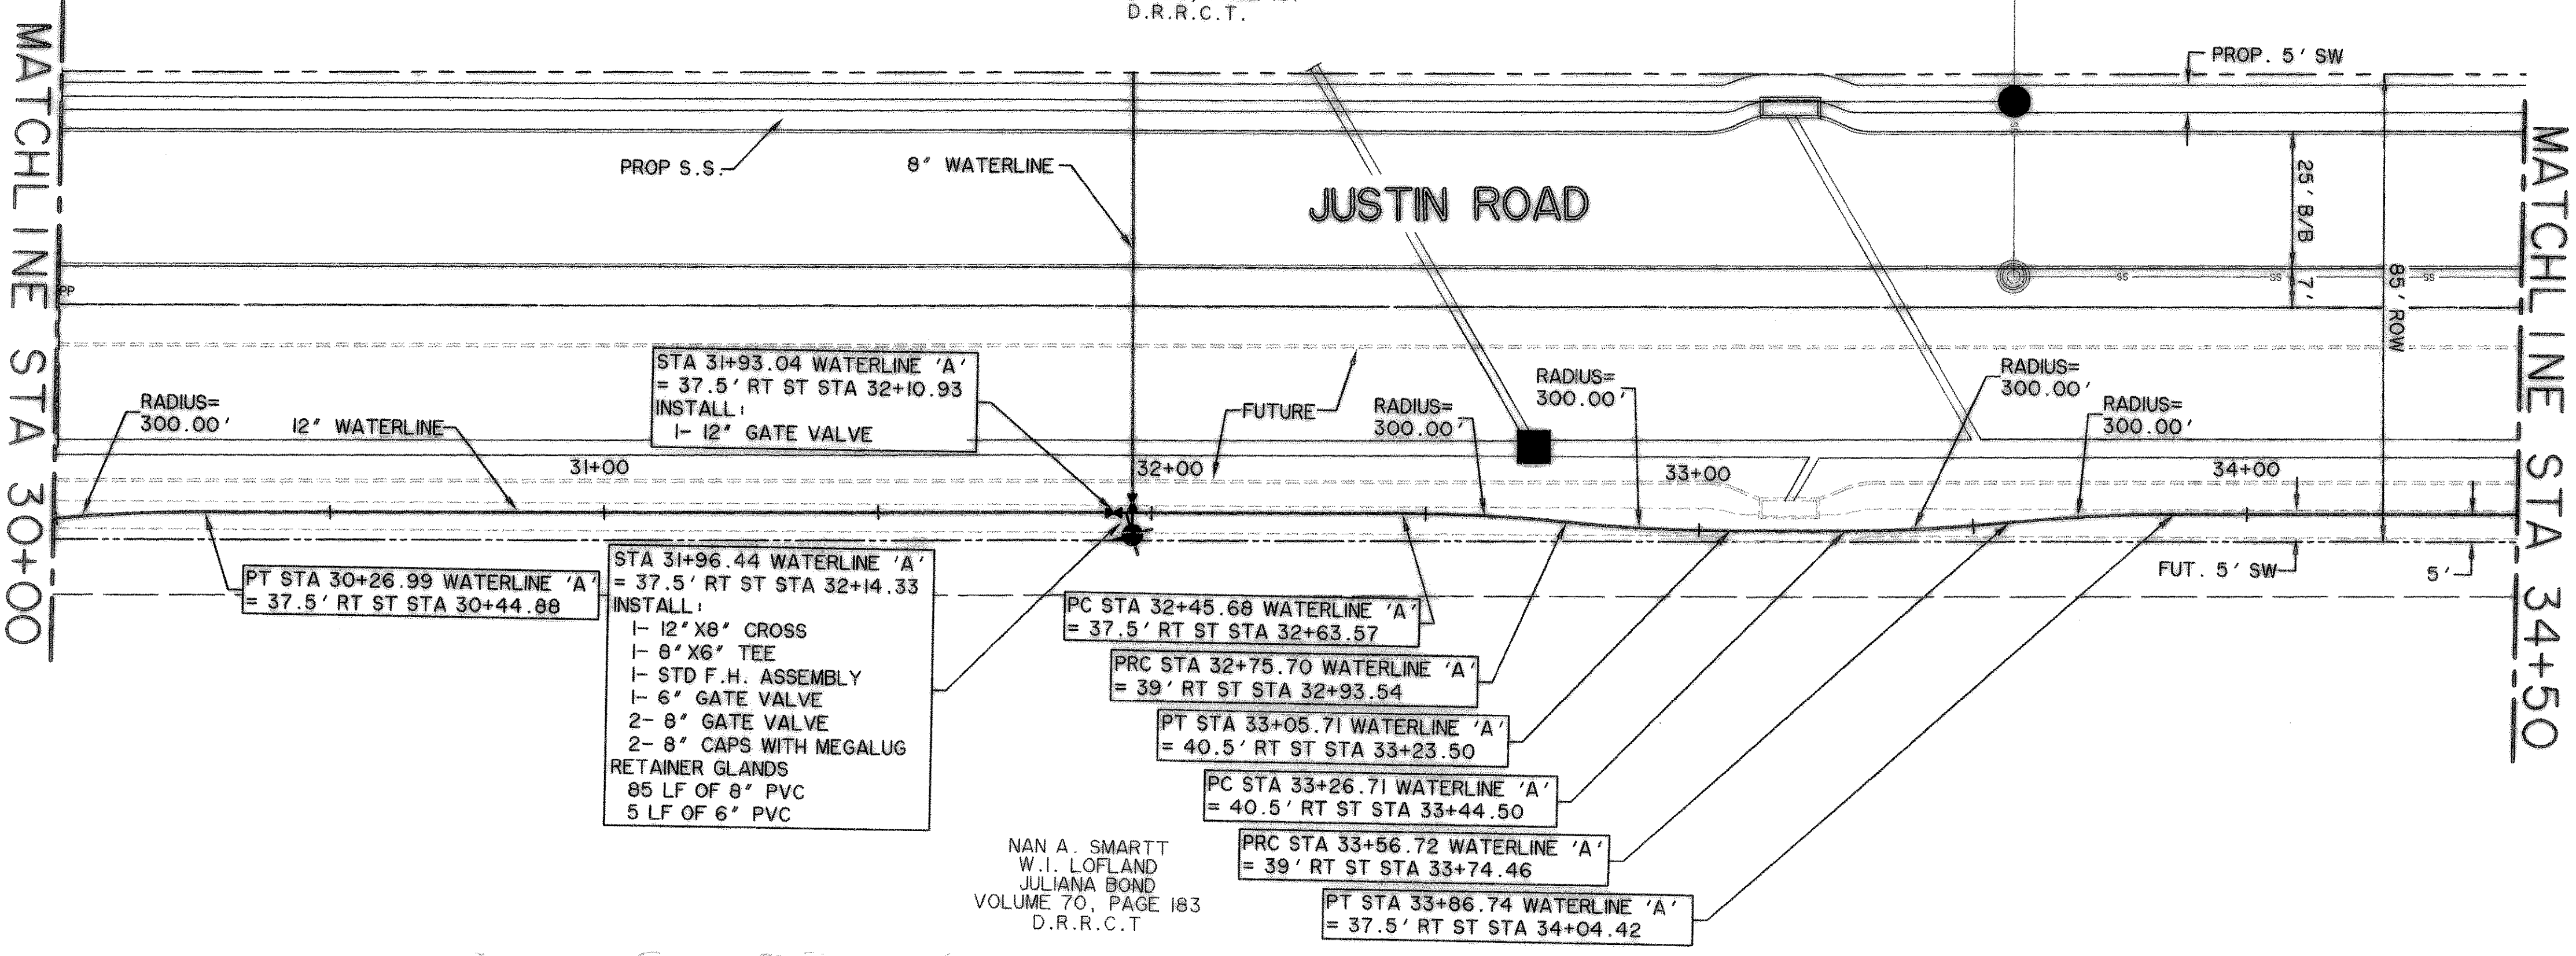 D.R.R.C.T.
PROP. 5' SW
MATCHLINE STA 30+00
PROP S.S.
8" WATERLINE
JUSTIN ROAD
SS
25' B/B
7'
85' ROW
SS
SS
SS
MATCHLINE STA 34+50
PP
STA 31+93.04 WATERLINE 'A'
= 37.5' RT ST STA 32+10.93
INSTALL:
1- 12" GATE VALVE
RADIUS=
300.00'
12" WATERLINE
FUTURE
RADIUS=
300.00'
RADIUS=
300.00'
RADIUS=
300.00'
RADIUS=
300.00'
31+00
32+00
33+00
34+00
FUT. 5' SW
5'
PT STA 30+26.99 WATERLINE 'A'
= 37.5' RT ST STA 30+44.88
STA 31+96.44 WATERLINE 'A'
= 37.5' RT ST STA 32+14.33
INSTALL:
1- 12"X8" CROSS
1- 8"X6" TEE
1- STD F.H. ASSEMBLY
1- 6" GATE VALVE
2- 8" GATE VALVE
2- 8" CAPS WITH MEGALUG
RETAINER GLANDS
85 LF OF 8" PVC
5 LF OF 6" PVC
PC STA 32+45.68 WATERLINE 'A'
= 37.5' RT ST STA 32+63.57
PRC STA 32+75.70 WATERLINE 'A'
= 39' RT ST STA 32+93.54
PT STA 33+05.71 WATERLINE 'A'
= 40.5' RT ST STA 33+23.50
PC STA 33+26.71 WATERLINE 'A'
= 40.5' RT ST STA 33+44.50
PRC STA 33+56.72 WATERLINE 'A'
= 39' RT ST STA 33+74.46
PT STA 33+86.74 WATERLINE 'A'
= 37.5' RT ST STA 34+04.42
NAN A. SMARTT
W.I. LOFLAND
JULIANA BOND
VOLUME 70, PAGE 183
D.R.R.C.T